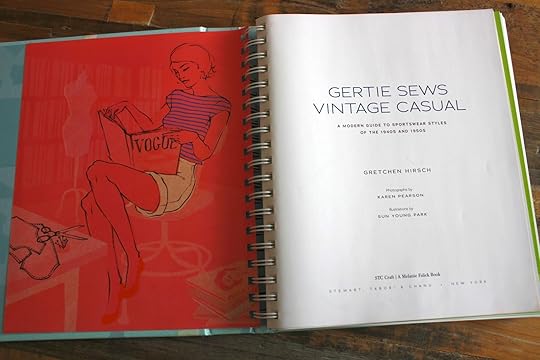 VOGUE
GERTIE SEWS
VINTAGE CASUAL
A MODERN GUIDE TO SPORTSWEAR STYLES
OF THE 1940S AND 1950S
GRETCHEN HIRSCH
Photographs by
KAREN PEARSON
Illustrations by
SUN YOUNG PARK
STC Craft | A Melanie Falick Book
STEWART, TABORI & CHANG • NEW YORK